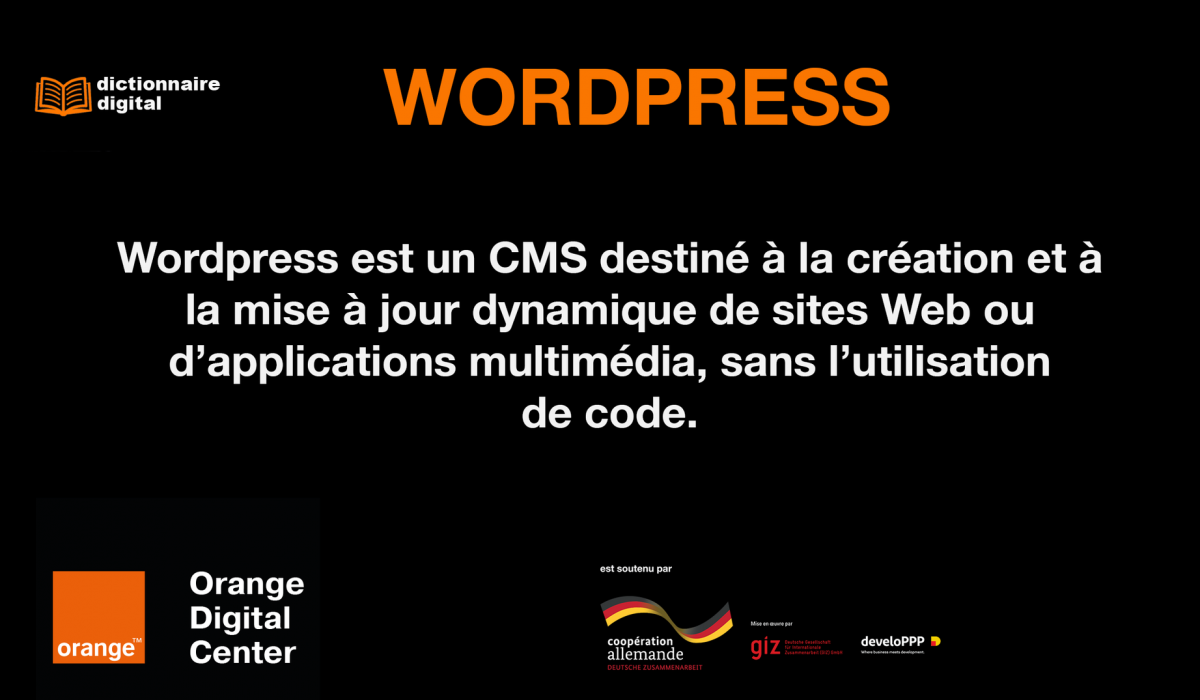 dictionnaire
digital
WORDPRESS
Wordpress est un CMS destiné à la création et à
la mise à jour dynamique de sites Web ou
d’applications multimédia, sans l’utilisation
de code.
orange™
Orange
Digital
Center
est soutenu par
coopération
allemande
DEUTSCHE ZUSAMMENARBEIT
Mise en œuvre par
giz
Deutsche Gesellschaft
für Internationale
Zusammenarbeit (GIZ) GmbH
develoPPP
Where business meets development.